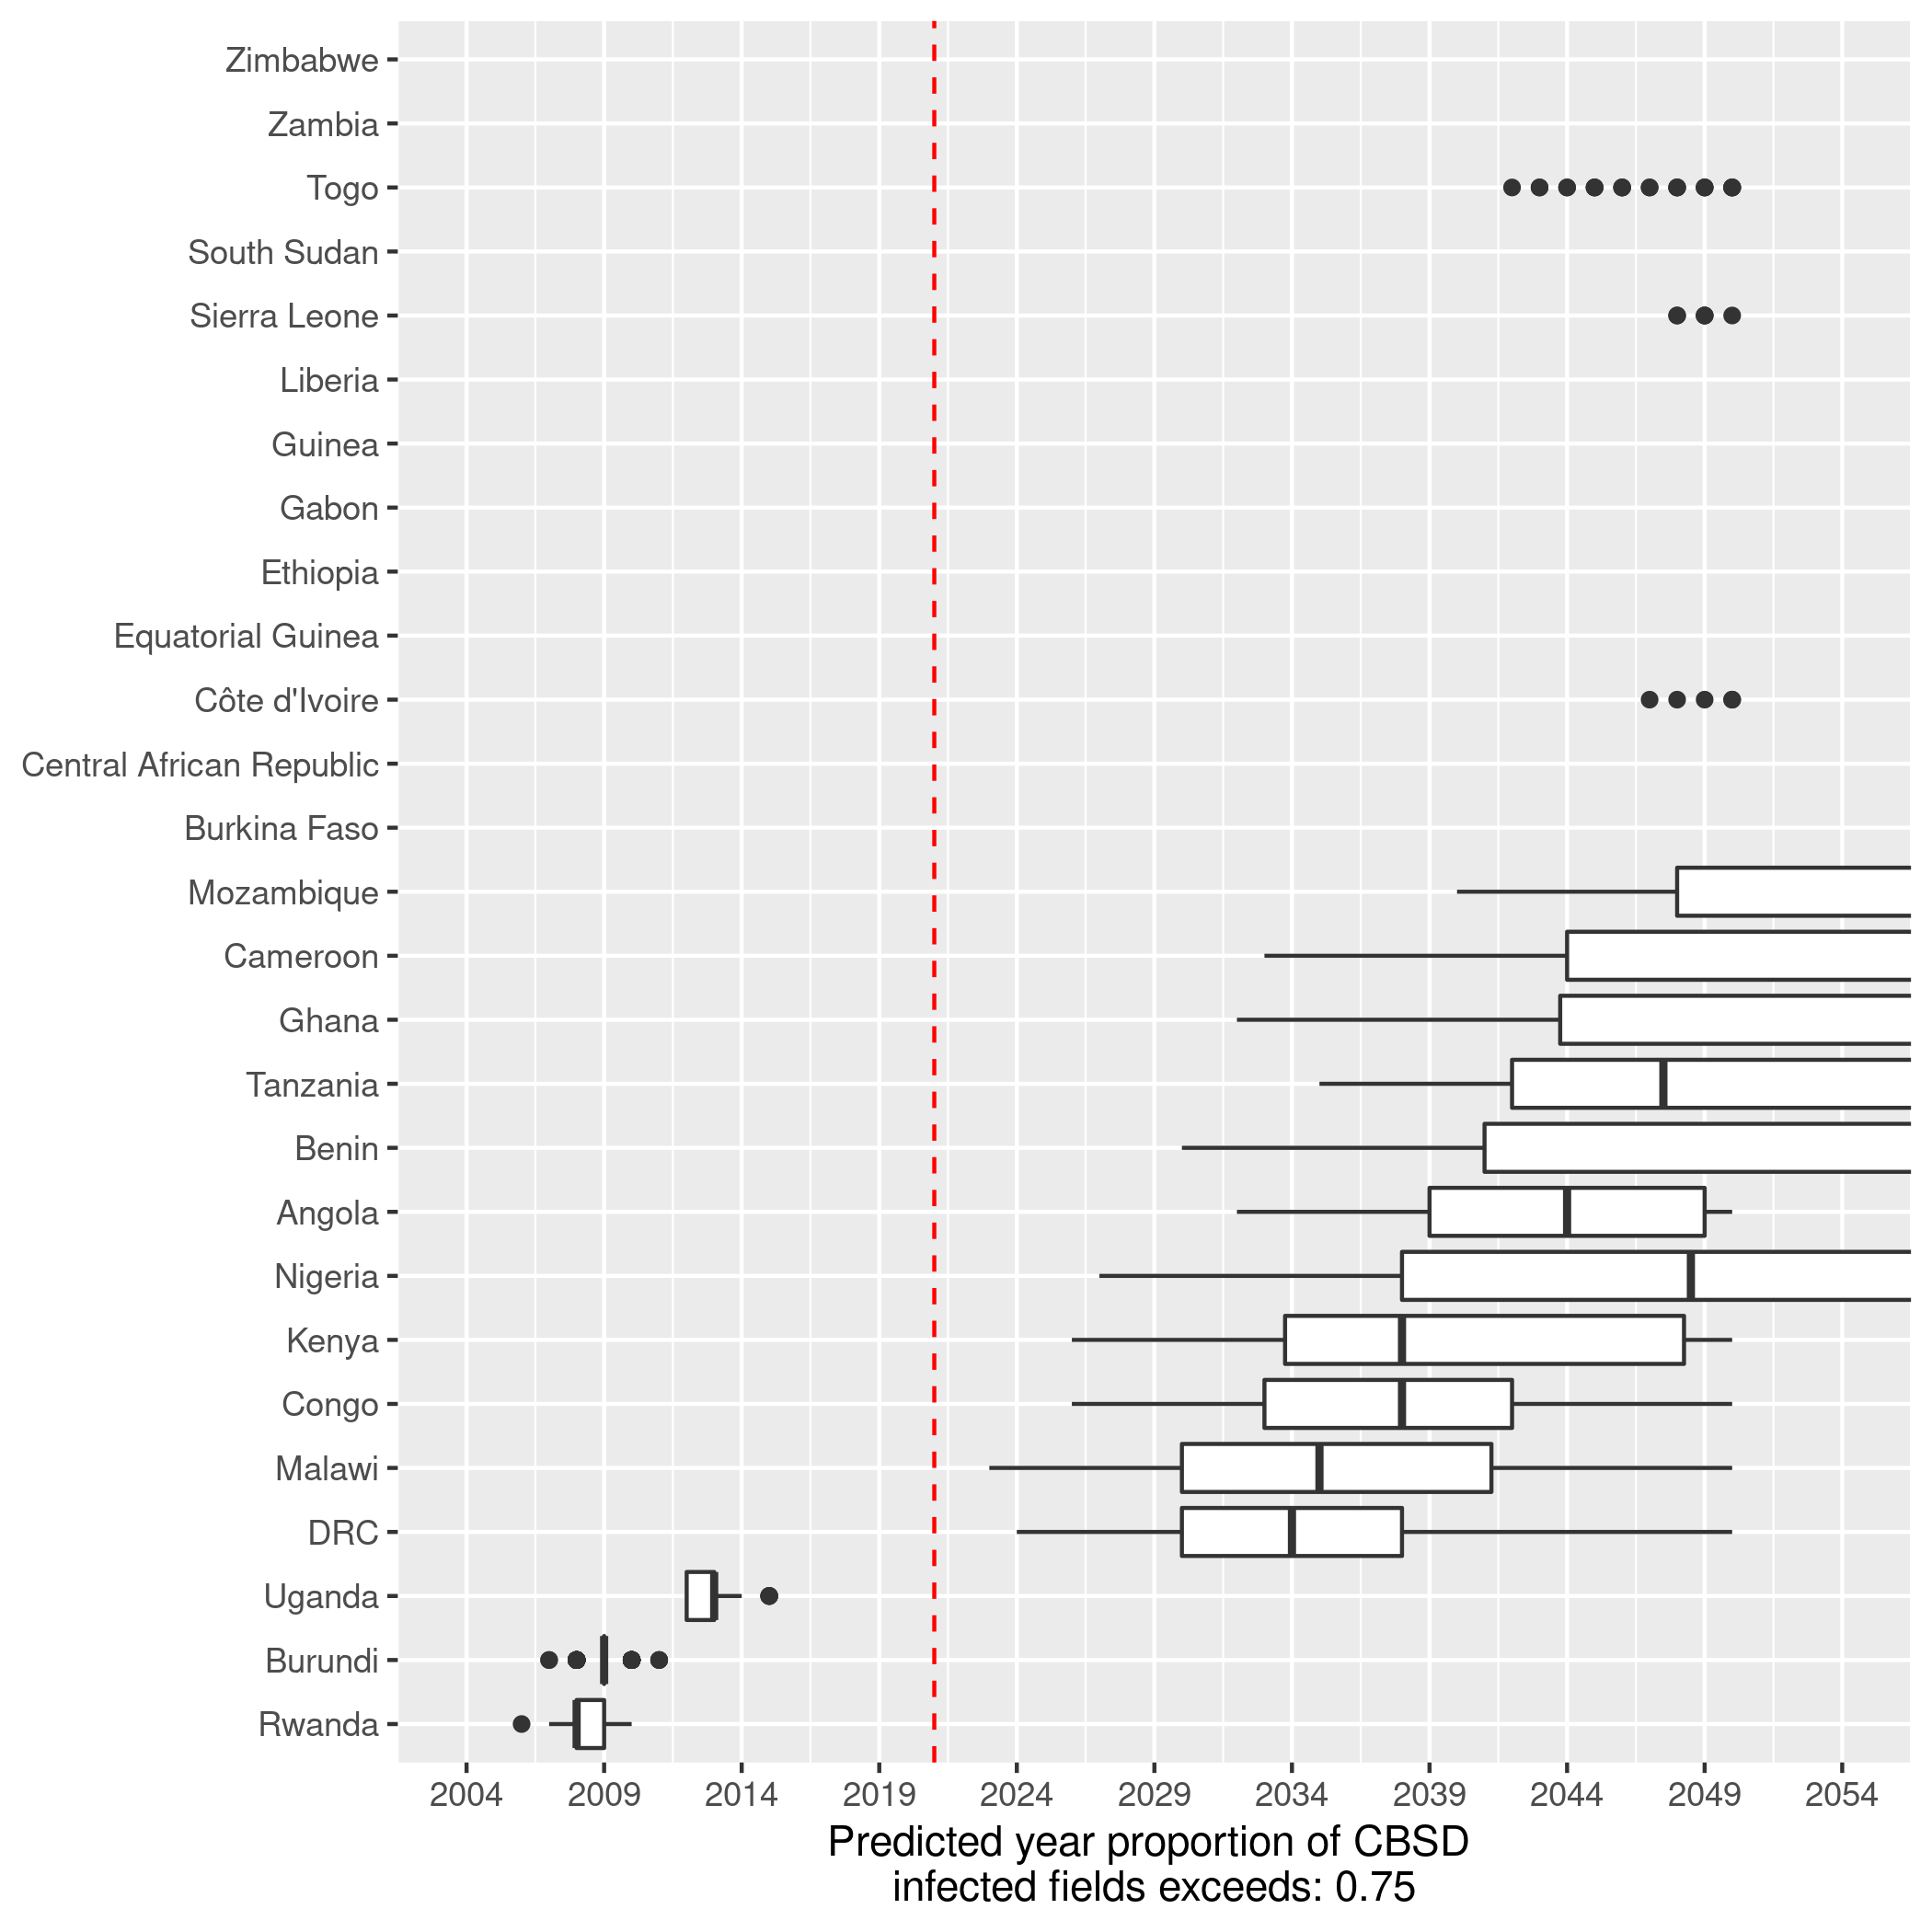 Zimbabwe
Zambia
Togo
South Sudan
Sierra Leone
Liberia
Guinea
Gabon
Ethiopia
Equatorial Guinea
Côte d'Ivoire
Central African Republic
Burkina Faso
Mozambique
Cameroon
Ghana
Tanzania
Benin
Angola
Nigeria
Kenya
Congo
Malawi
DRC
Uganda
Burundi
Rwanda
2004 2009 2014 2019 2024 2029 2034 2039 2044 2049 2054
Predicted year proportion of CBSD
infected fields exceeds: 0.75